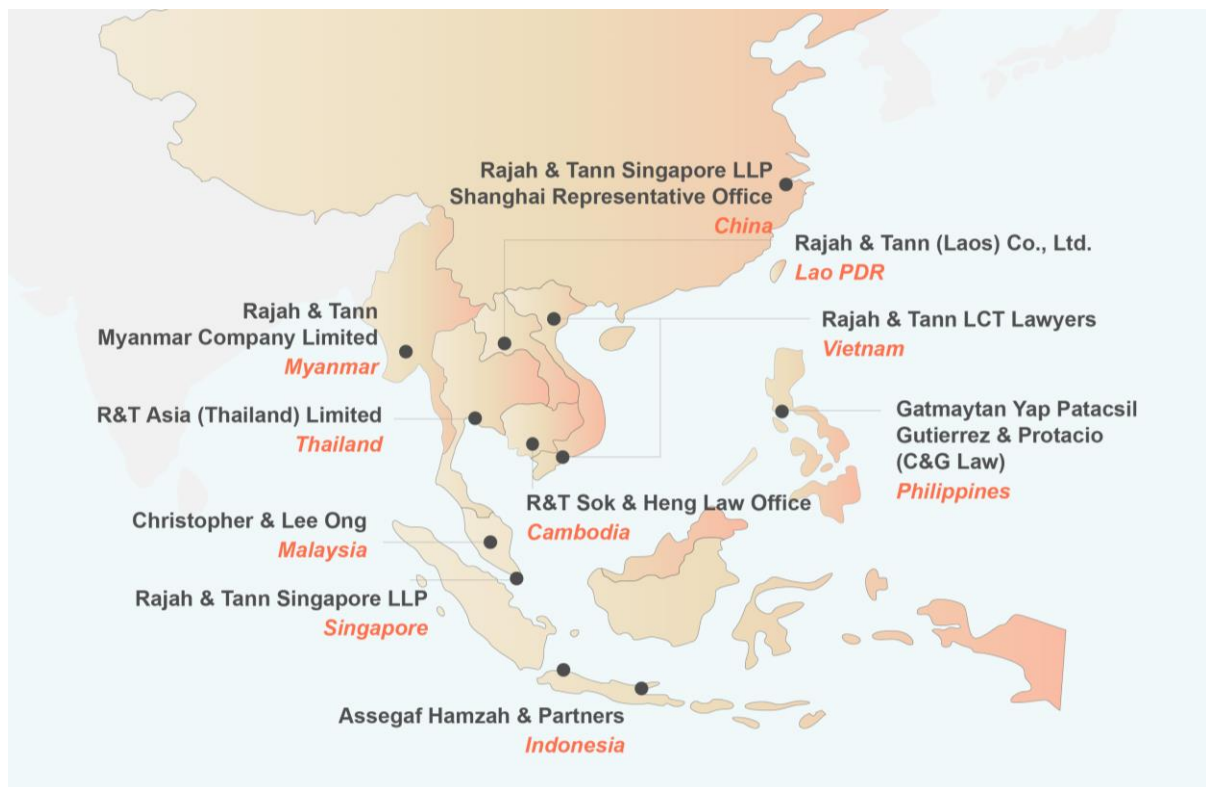 Rajah & Tann Singapore LLP
Shanghai Representative Office
China
Rajah & Tann (Laos) Co., Ltd.
Lao PDR
Rajah & Tann
Myanmar Company Limited
Myanmar
Rajah & Tann LCT Lawyers
Vietnam
R&T Asia (Thailand) Limited
Thailand
Gatmaytan Yap Patacsil
Gutierrez & Protacio
(C&G Law)
Philippines
R&T Sok & Heng Law Office
Cambodia
Christopher & Lee Ong
Malaysia
Rajah & Tann Singapore LLP
Singapore
Assegaf Hamzah & Partners
Indonesia